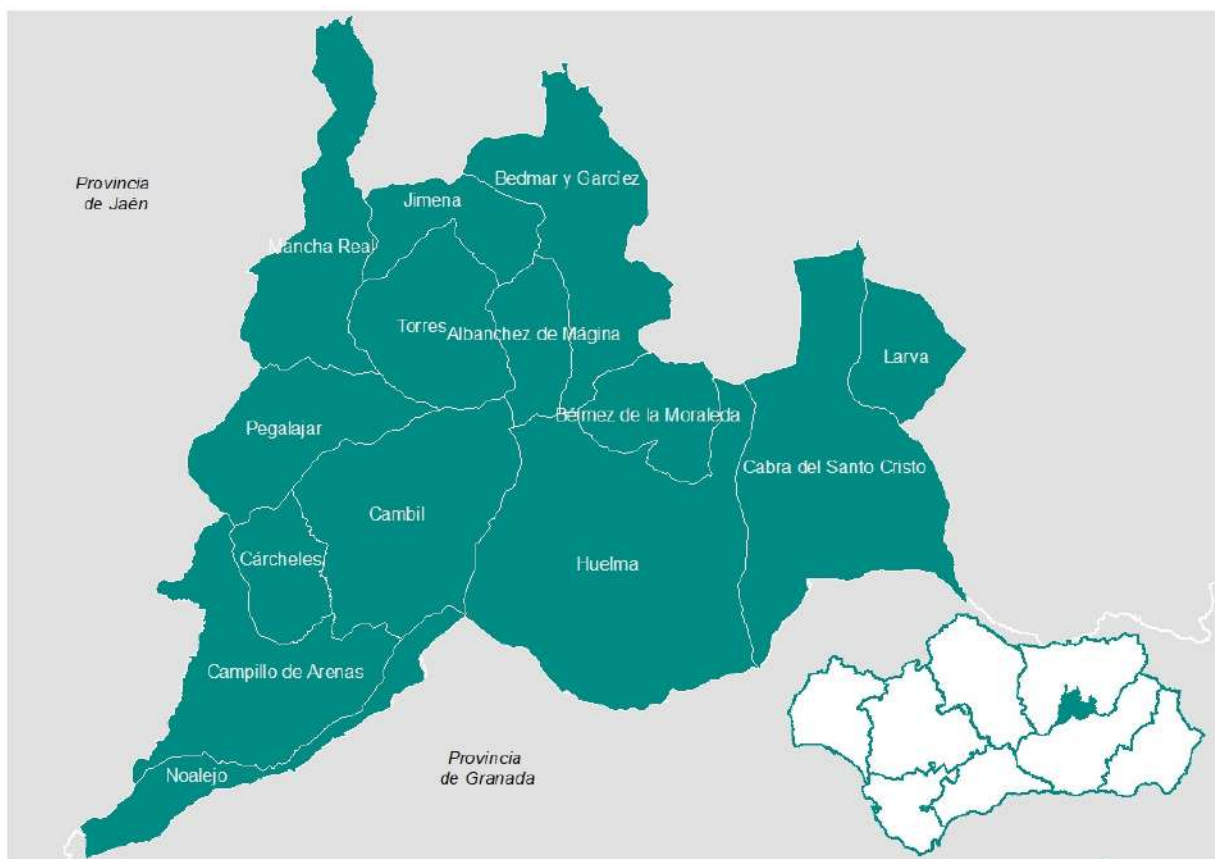 Bedmar y Garcíez
Provincia
de Jaén
Jimena
Mancha Real
Torres
Albanchez de Mágina
Larva
Bélmez de la Moraleda
Pegalajar
Cabra del Santo Cristo
Cambil
Cárcheles
Huelma
Campillo de Arenas
Provincia
de Granada
Noalejo